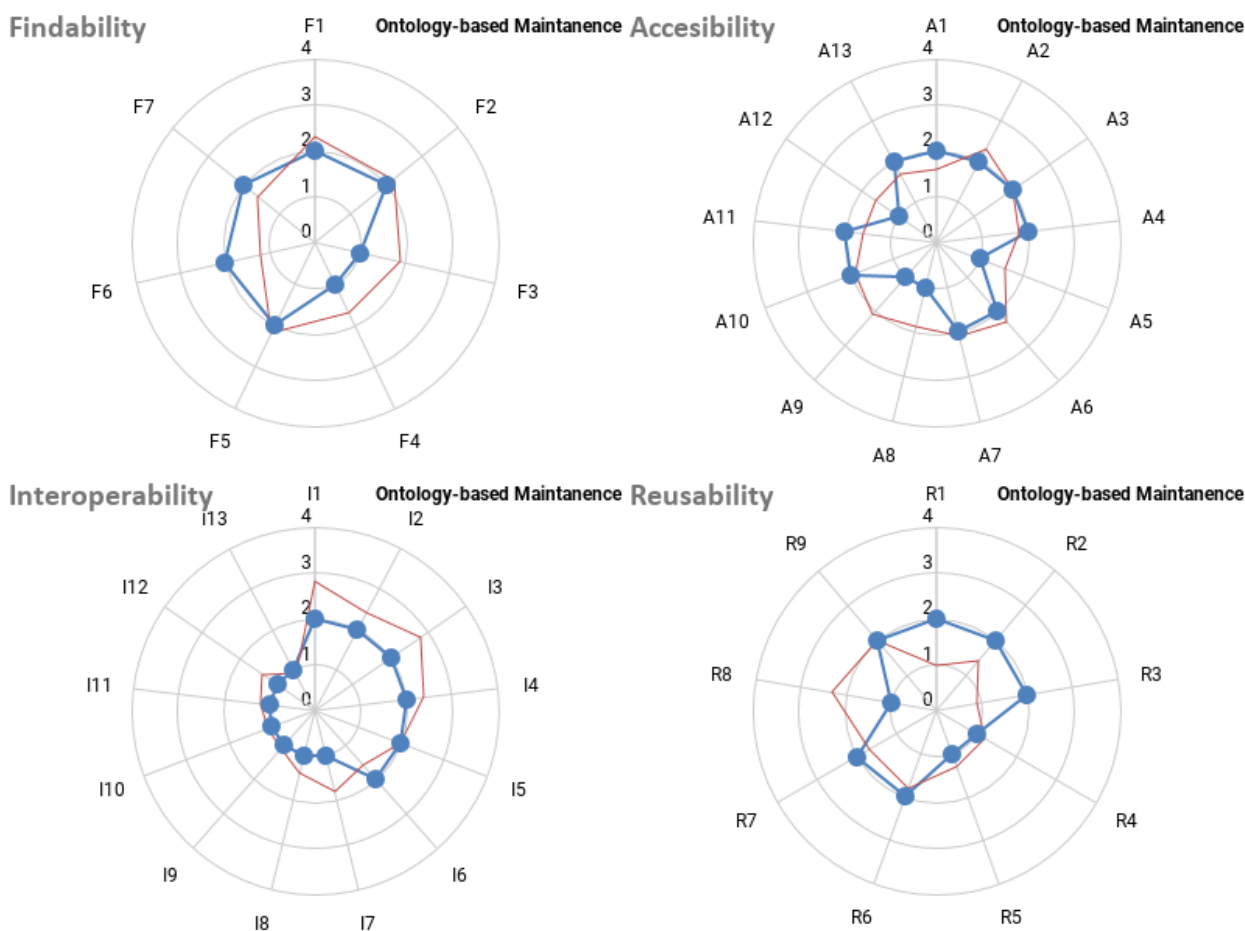 Findability
F1
Ontology-based Maintanence
4
3
2
1
0
F2
F3
F4
F5
F6
F7
Accesibility
A1
Ontology-based Maintanence
4
3
2
1
0
A2
A3
A4
A5
A6
A7
A8
A9
A10
A11
A12
A13
Interoperability
I1
Ontology-based Maintanence
4
3
2
1
0
I2
I3
I4
I5
I6
I7
I8
I9
I10
I11
I12
I13
Reusability
R1
Ontology-based Maintanence
4
3
2
1
0
R2
R3
R4
R5
R6
R7
R8
R9